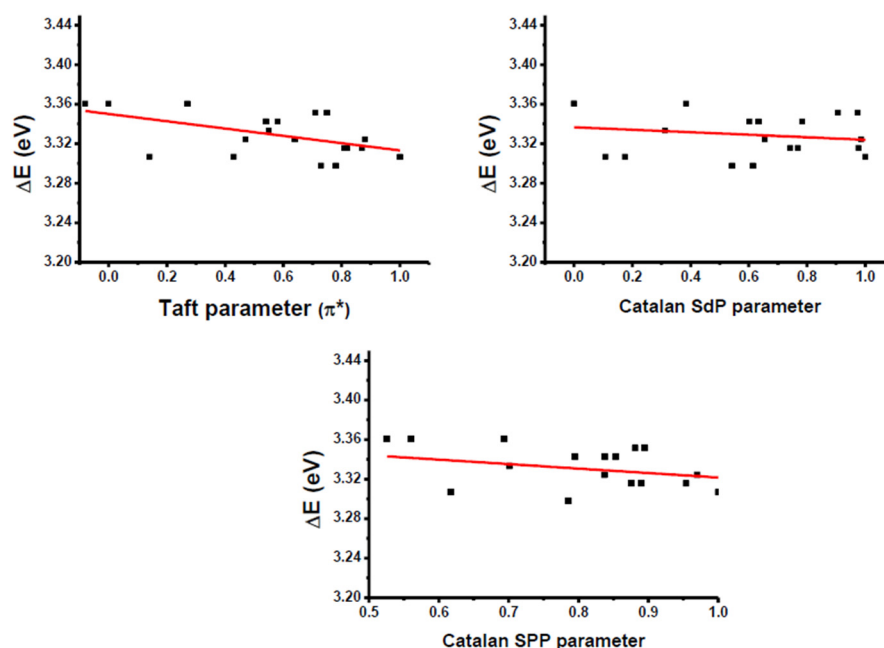 3.44
3.40
3.36
3.32
3.28
3.24
3.20
ΔE (eV)
0.0 0.2 0.4 0.6 0.8 1.0
Taft parameter (π*)
3.44
3.40
3.36
3.32
3.28
3.24
3.20
ΔE (eV)
0.0 0.2 0.4 0.6 0.8 1.0
Catalan SdP parameter
3.44
3.40
3.36
3.32
3.28
3.24
3.20
ΔE (eV)
0.5 0.6 0.7 0.8 0.9 1.0
Catalan SPP parameter